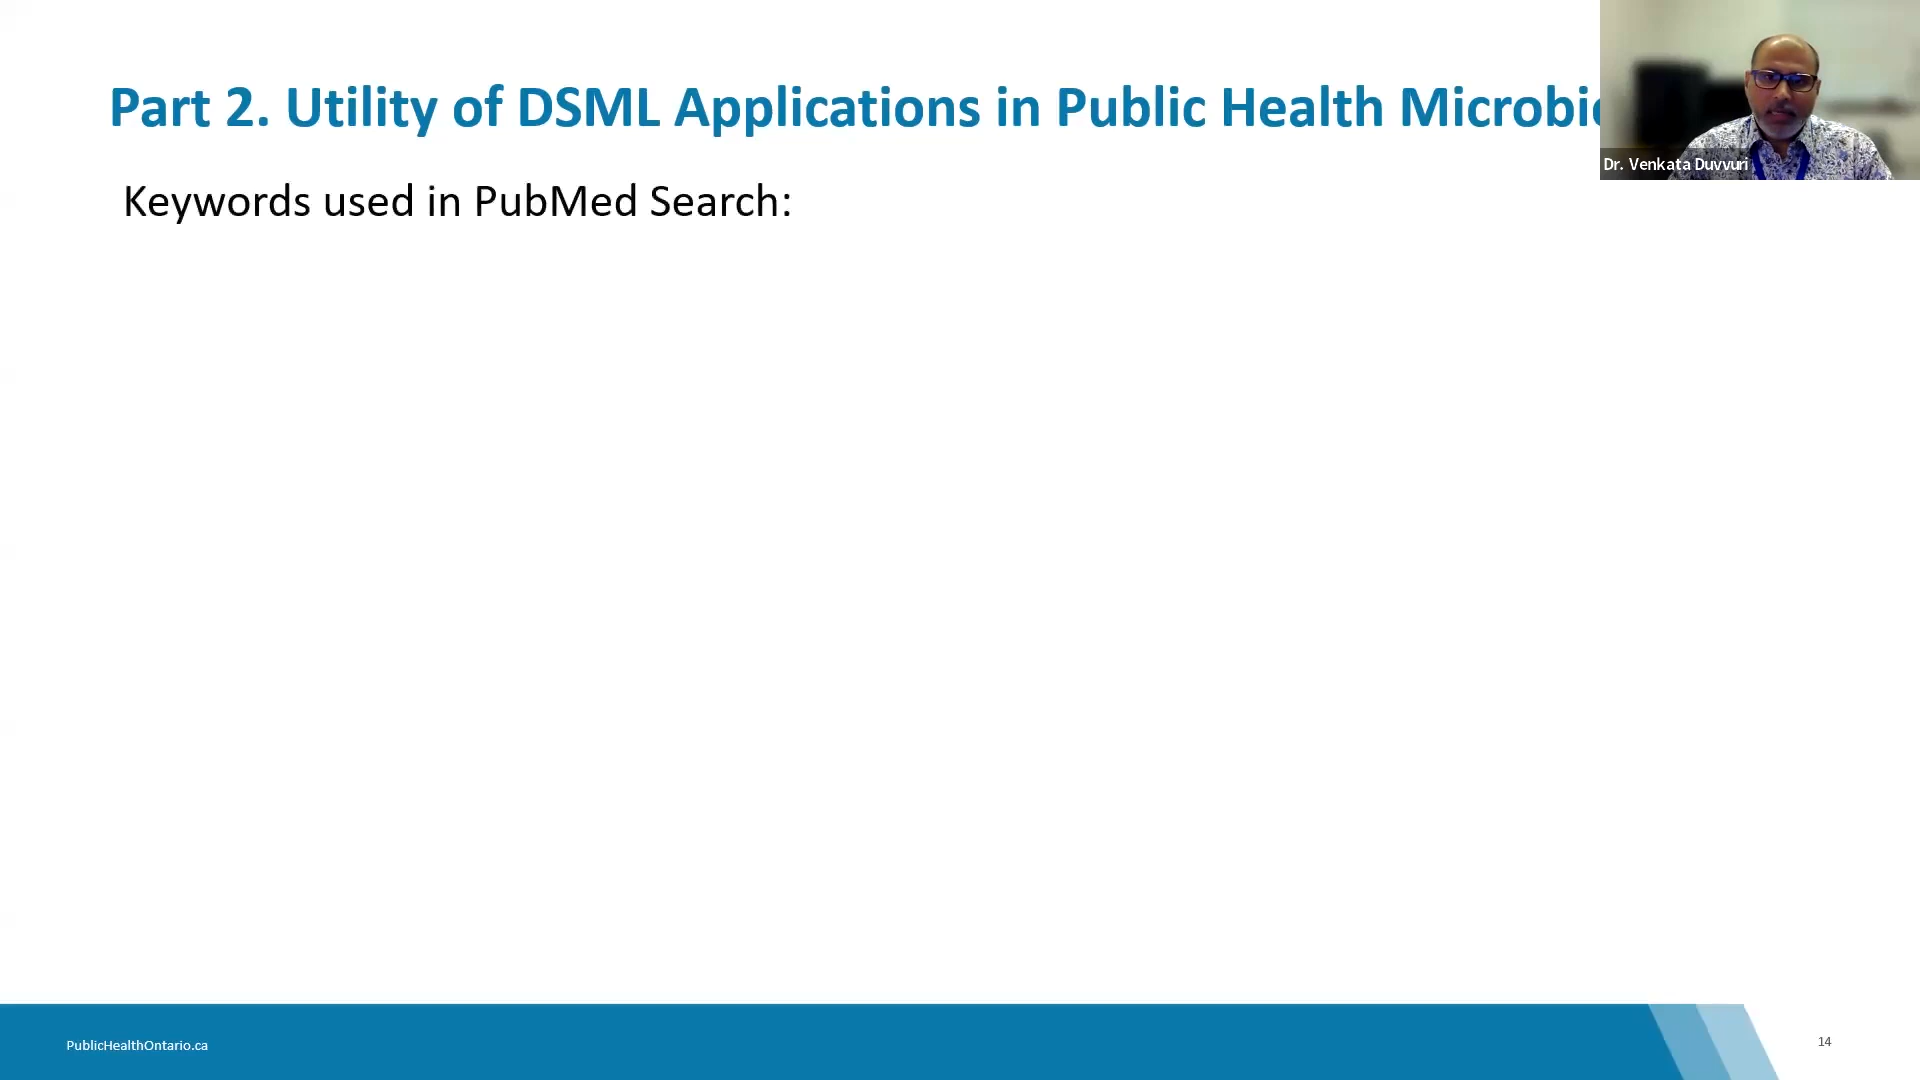 Part 2. Utility of DSML Applications in Public Health Microbi
Dr. Venkata Duvvuri
Keywords used in PubMed Search:
PublicHealthOntario.ca
14